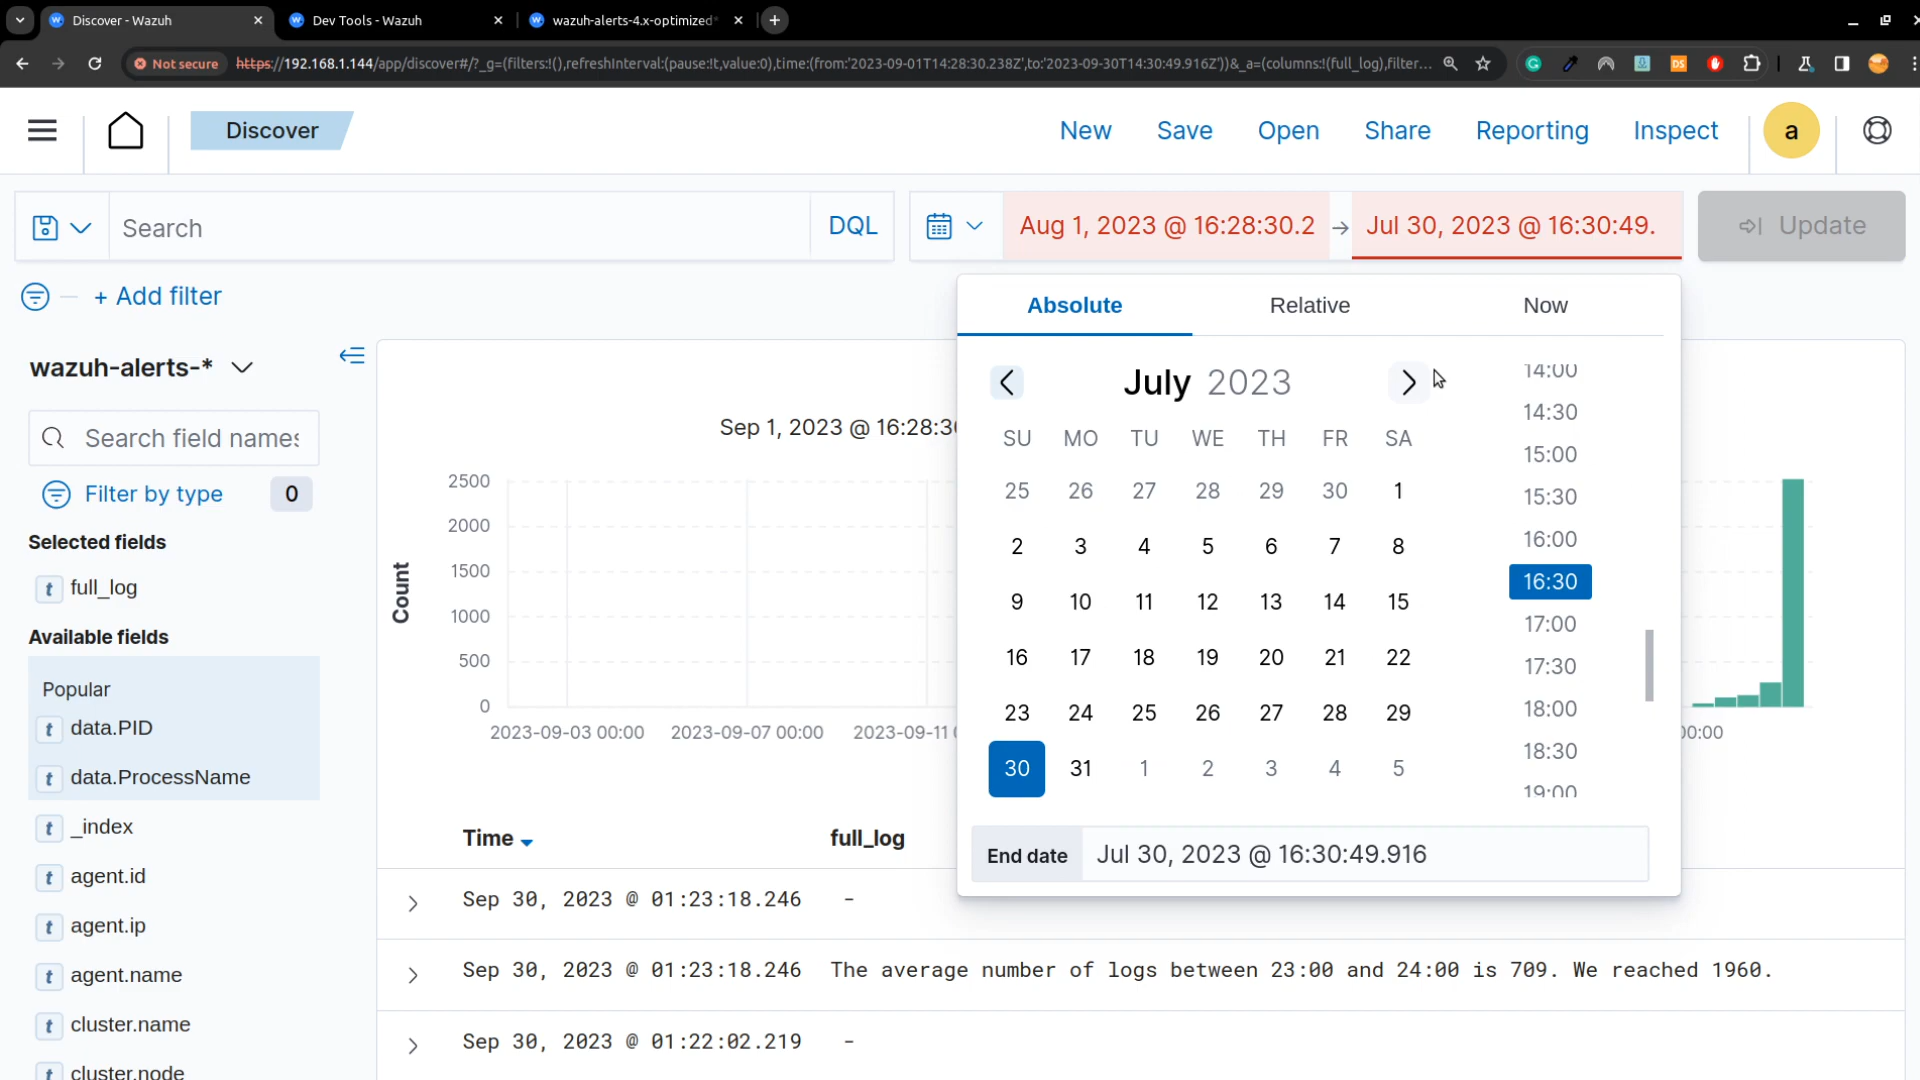 Discover - Wazuh
Dev Tools - Wazuh
wazuh-alerts-4.x-optimized*
Not secure
https://192.168.1.144/app/discover#/?_g=(filters:!(),refreshInterval:(pause:!t,value:0),time:(from:'2023-09-01T14:28:30.238Z',to:'2023-09-30T14:30:49.916Z'))&_a=(columns:!(full_log),filter...
DS
Discover
New
Save
Open
Share
Reporting
Inspect
a
Search
DQL
Aug 1, 2023 @ 16:28:30.2
→
Jul 30, 2023 @ 16:30:49.
Update
+ Add filter
Absolute
Relative
Now
wazuh-alerts-*
Search field names
Filter by type
0
Selected fields
t full_log
Available fields
Popular
t data.PID
t data.ProcessName
t _index
t agent.id
t agent.ip
t agent.name
t cluster.name
t cluster.node
Sep 1, 2023 @ 16:28:30
Count
2500
2000
1500
1000
500
0
2023-09-03 00:00
2023-09-07 00:00
2023-09-11
00:00
July 2023
SU MO TU WE TH FR SA
25 26 27 28 29 30 1
2 3 4 5 6 7 8
9 10 11 12 13 14 15
16 17 18 19 20 21 22
23 24 25 26 27 28 29
30 31 1 2 3 4 5
14:00
14:30
15:00
15:30
16:00
16:30
17:00
17:30
18:00
18:30
19:00
End date
Jul 30, 2023 @ 16:30:49.916
Time
full_log
Sep 30, 2023 @ 01:23:18.246 -
Sep 30, 2023 @ 01:23:18.246 The average number of logs between 23:00 and 24:00 is 709. We reached 1960.
Sep 30, 2023 @ 01:22:02.219 -